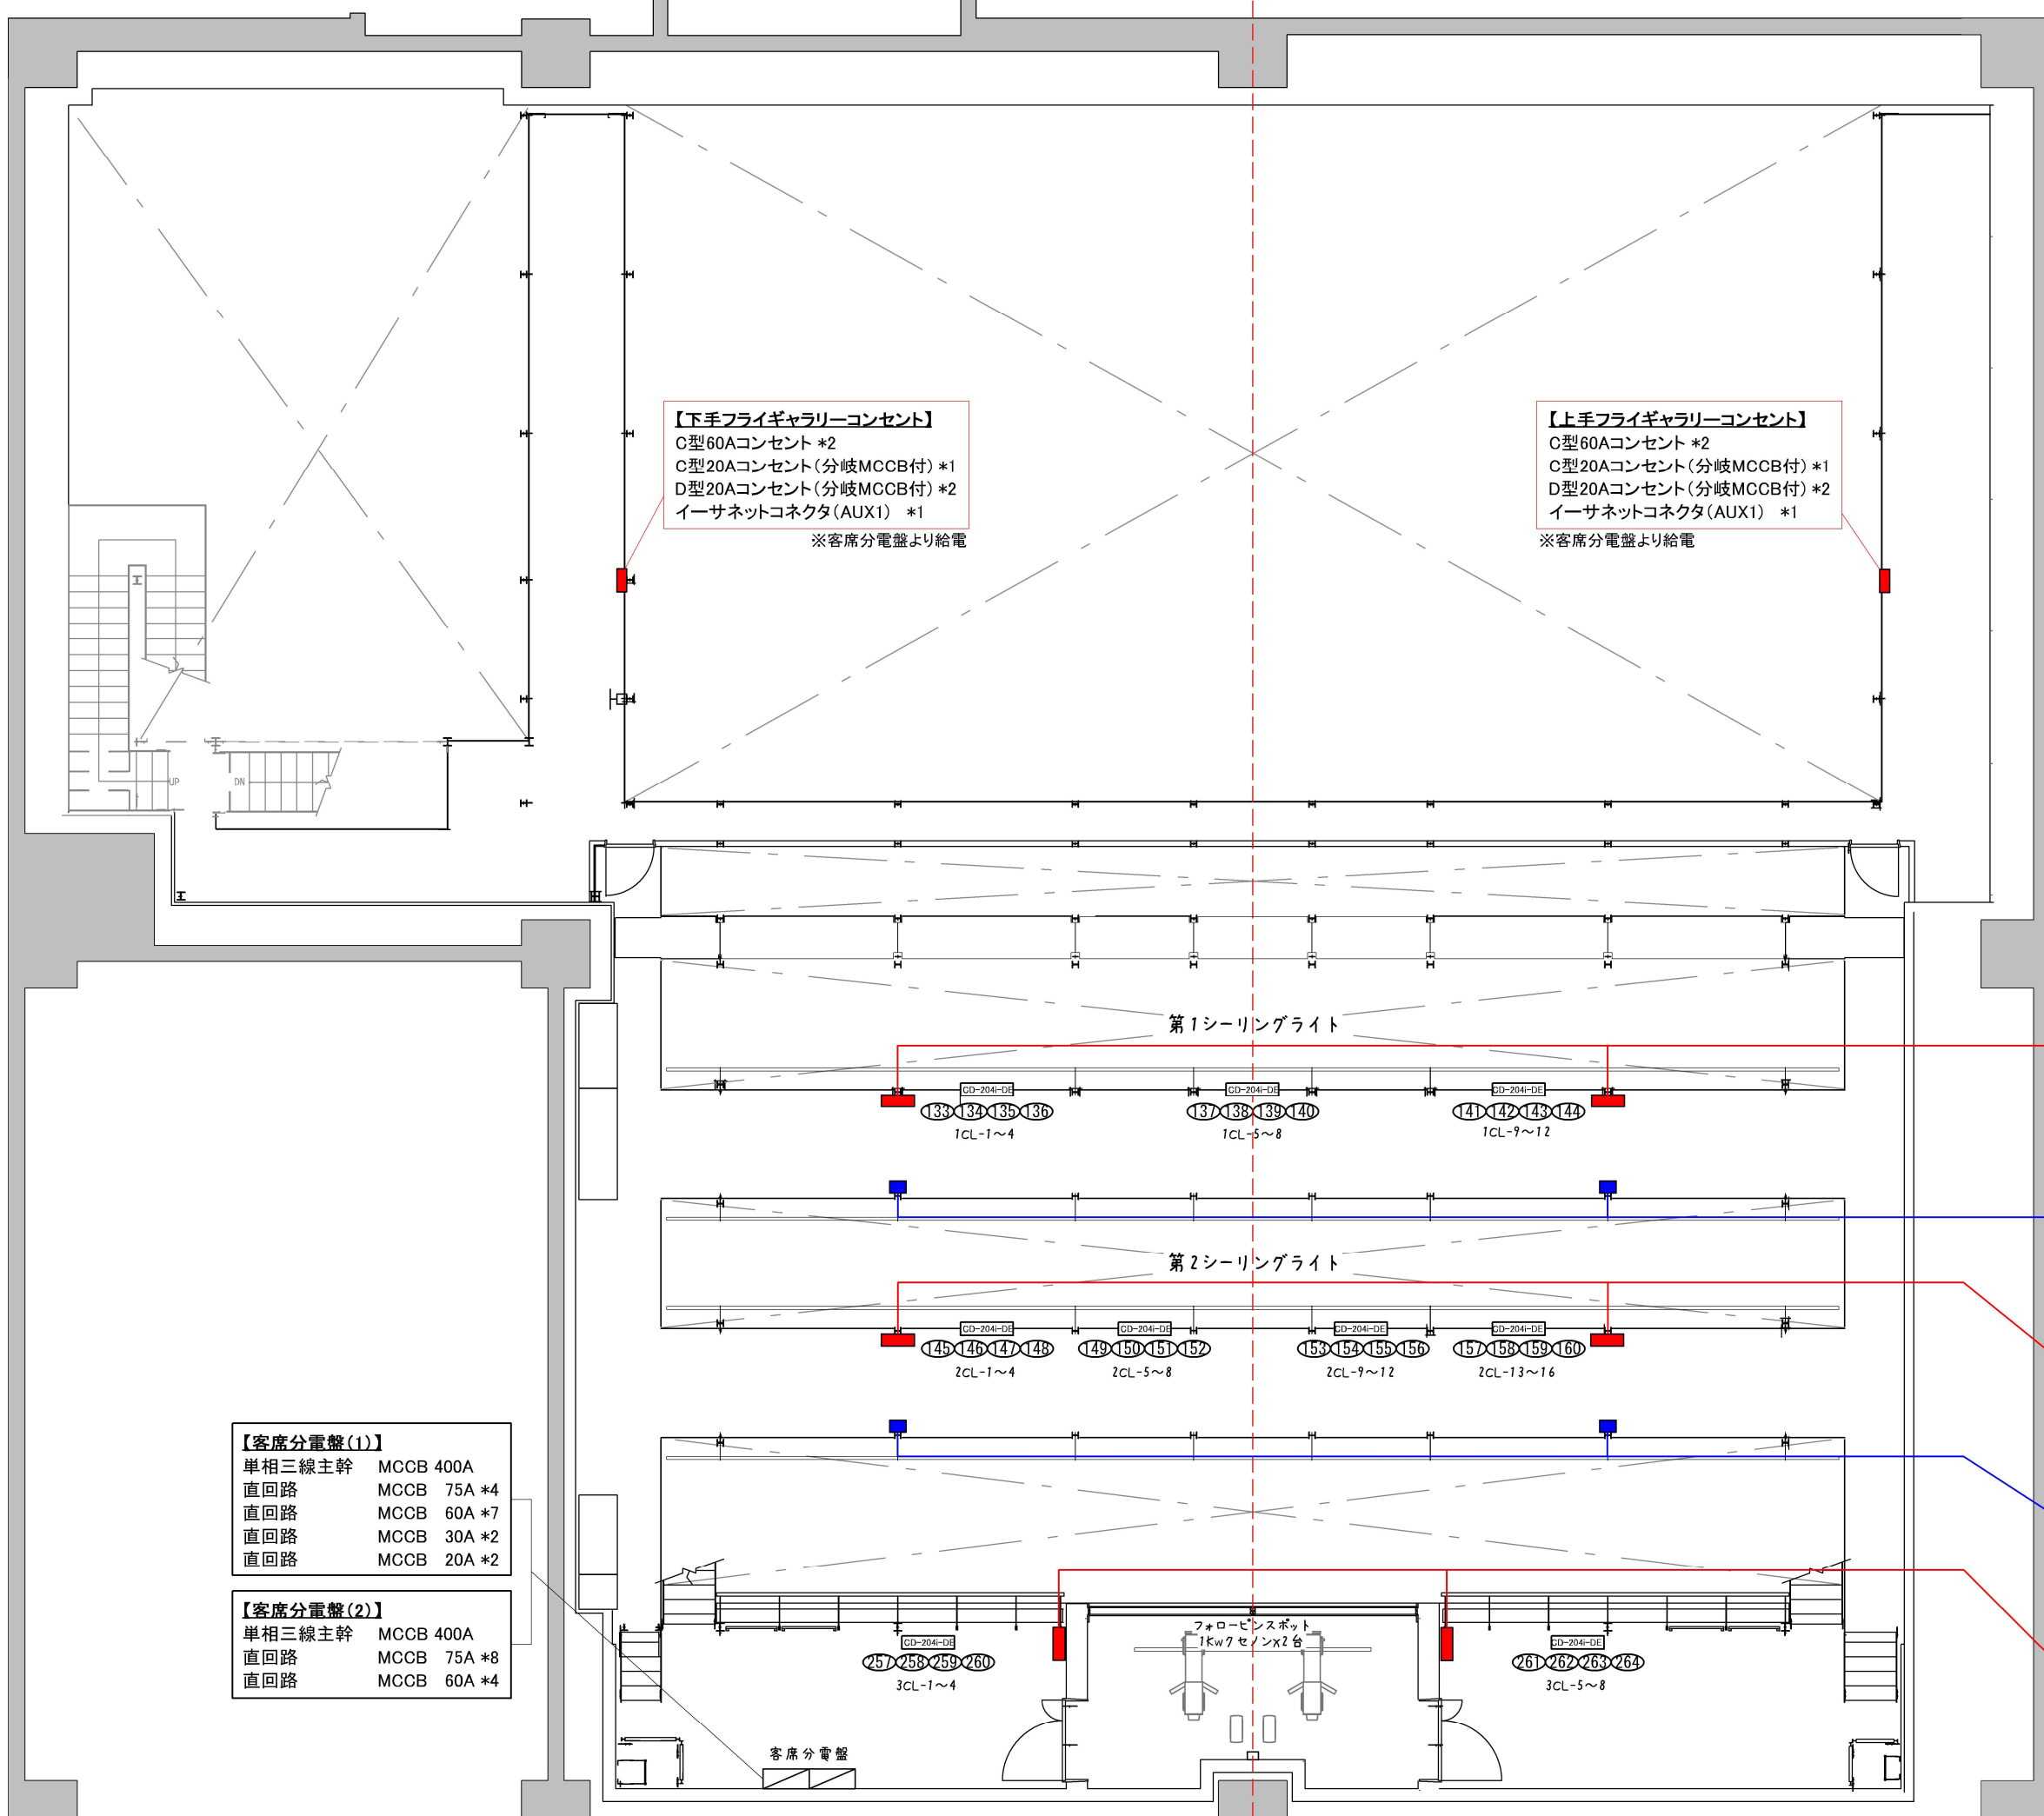 【下手フライギャラリーコンセント】
C型60Aコンセント *2
C型20Aコンセント(分岐MCCB付) *1
D型20Aコンセント(分岐MCCB付) *2
イーサネットコネクタ(AUX1) *1
※客席分電盤より給電
【上手フライギャラリーコンセント】
C型60Aコンセント *2
C型20Aコンセント(分岐MCCB付) *1
D型20Aコンセント(分岐MCCB付) *2
イーサネットコネクタ(AUX1) *1
※客席分電盤より給電
UP
DN
第1シーリングライト
CD-204i-DE CD-204i-DE CD-204i-DE
133 134 135 136 137 138 139 140 141 142 143 144
1CL-1～4 1CL-5～8 1CL-9～12
第2シーリングライト
CD-204i-DE CD-204i-DE CD-204i-DE CD-204i-DE
145 146 147 148 149 150 151 152 153 154 155 156 157 158 159 160
2CL-1～4 2CL-5～8 2CL-9～12 2CL-13～16
【客席分電盤(1)】
単相三線主幹 MCCB 400A
直回路 MCCB 75A *4
直回路 MCCB 60A *7
直回路 MCCB 30A *2
直回路 MCCB 20A *2
【客席分電盤(2)】
単相三線主幹 MCCB 400A
直回路 MCCB 75A *8
直回路 MCCB 60A *4
フォローピンスポット
1Kwクセノンx2台
CD-204i-DE CD-204i-DE
257 258 259 260 261 262 263 264
3CL-1～4 3CL-5～8
客席分電盤